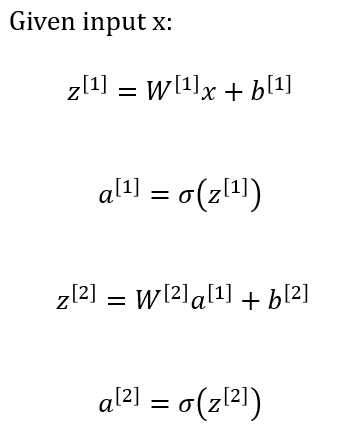 Given input x:
z^[1] = W^[1]x + b^[1]
a^[1] = σ(z^[1])
z^[2] = W^[2]a^[1] + b^[2]
a^[2] = σ(z^[2])